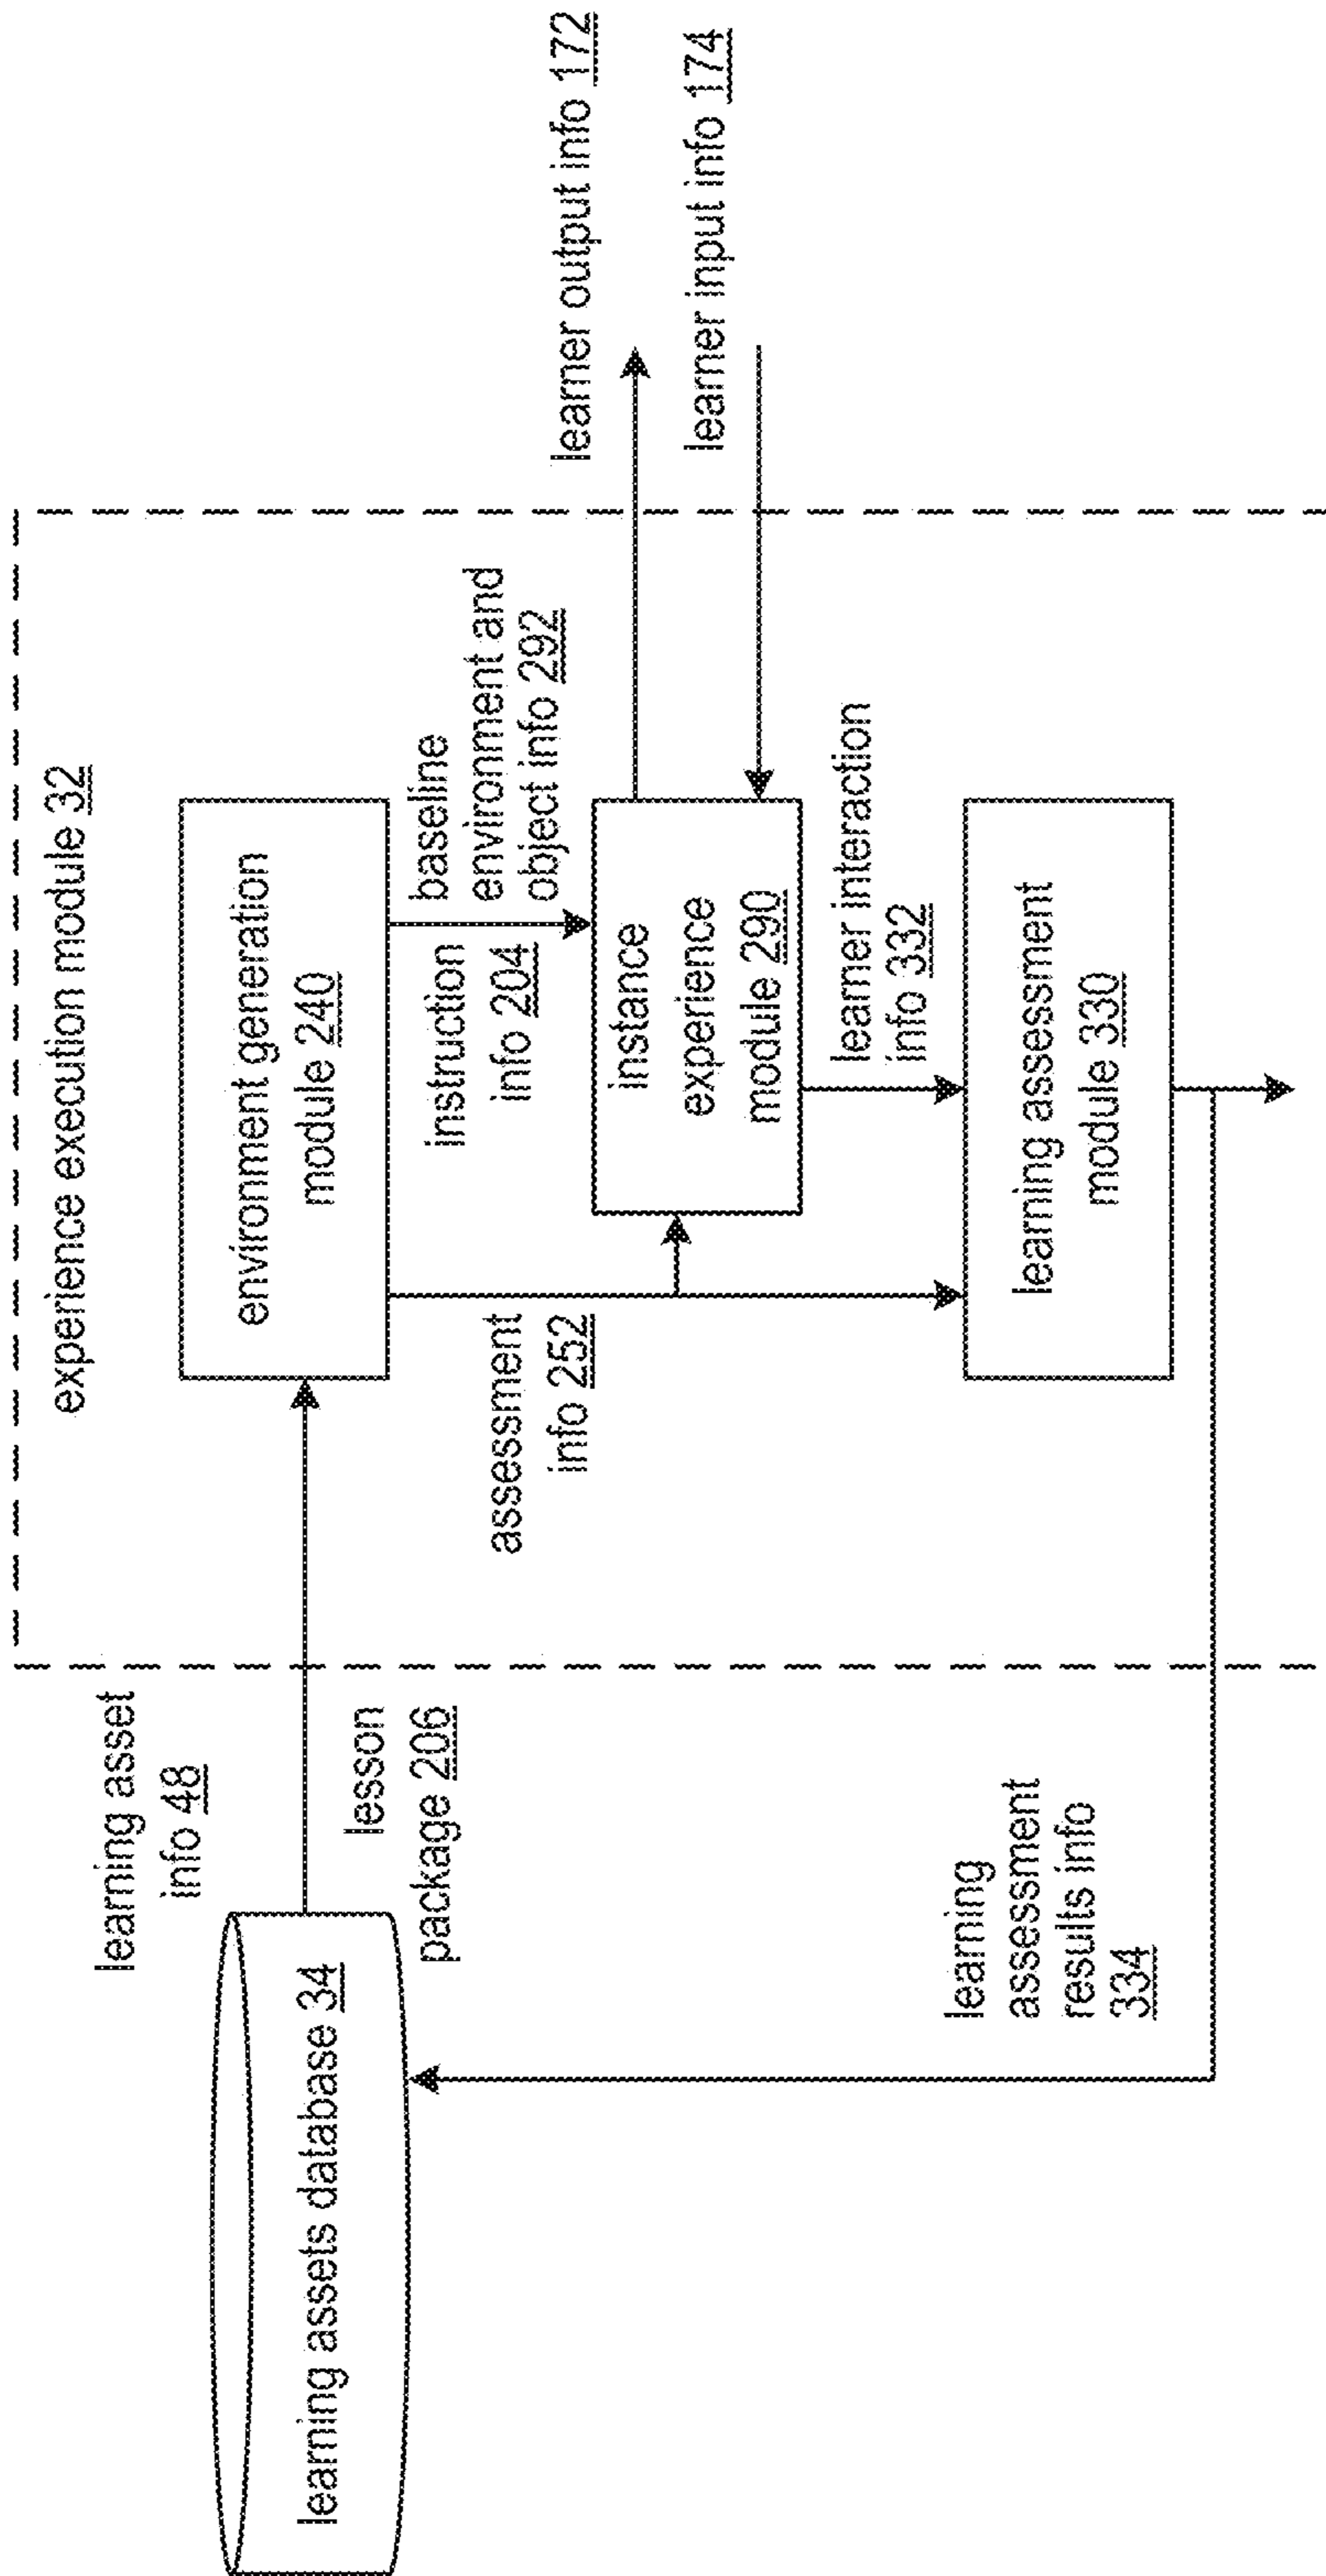 experience execution module 32
learning asset
info 48
learning assets database 34
lesson
package 206
environment generation
module 240
assessment
info 252
instruction
info 204
baseline
environment and
object info 292
instance
experience
module 290
learner output info 172
learner input info 174
learner interaction
info 332
learning assessment
module 330
learning
assessment
results info
334